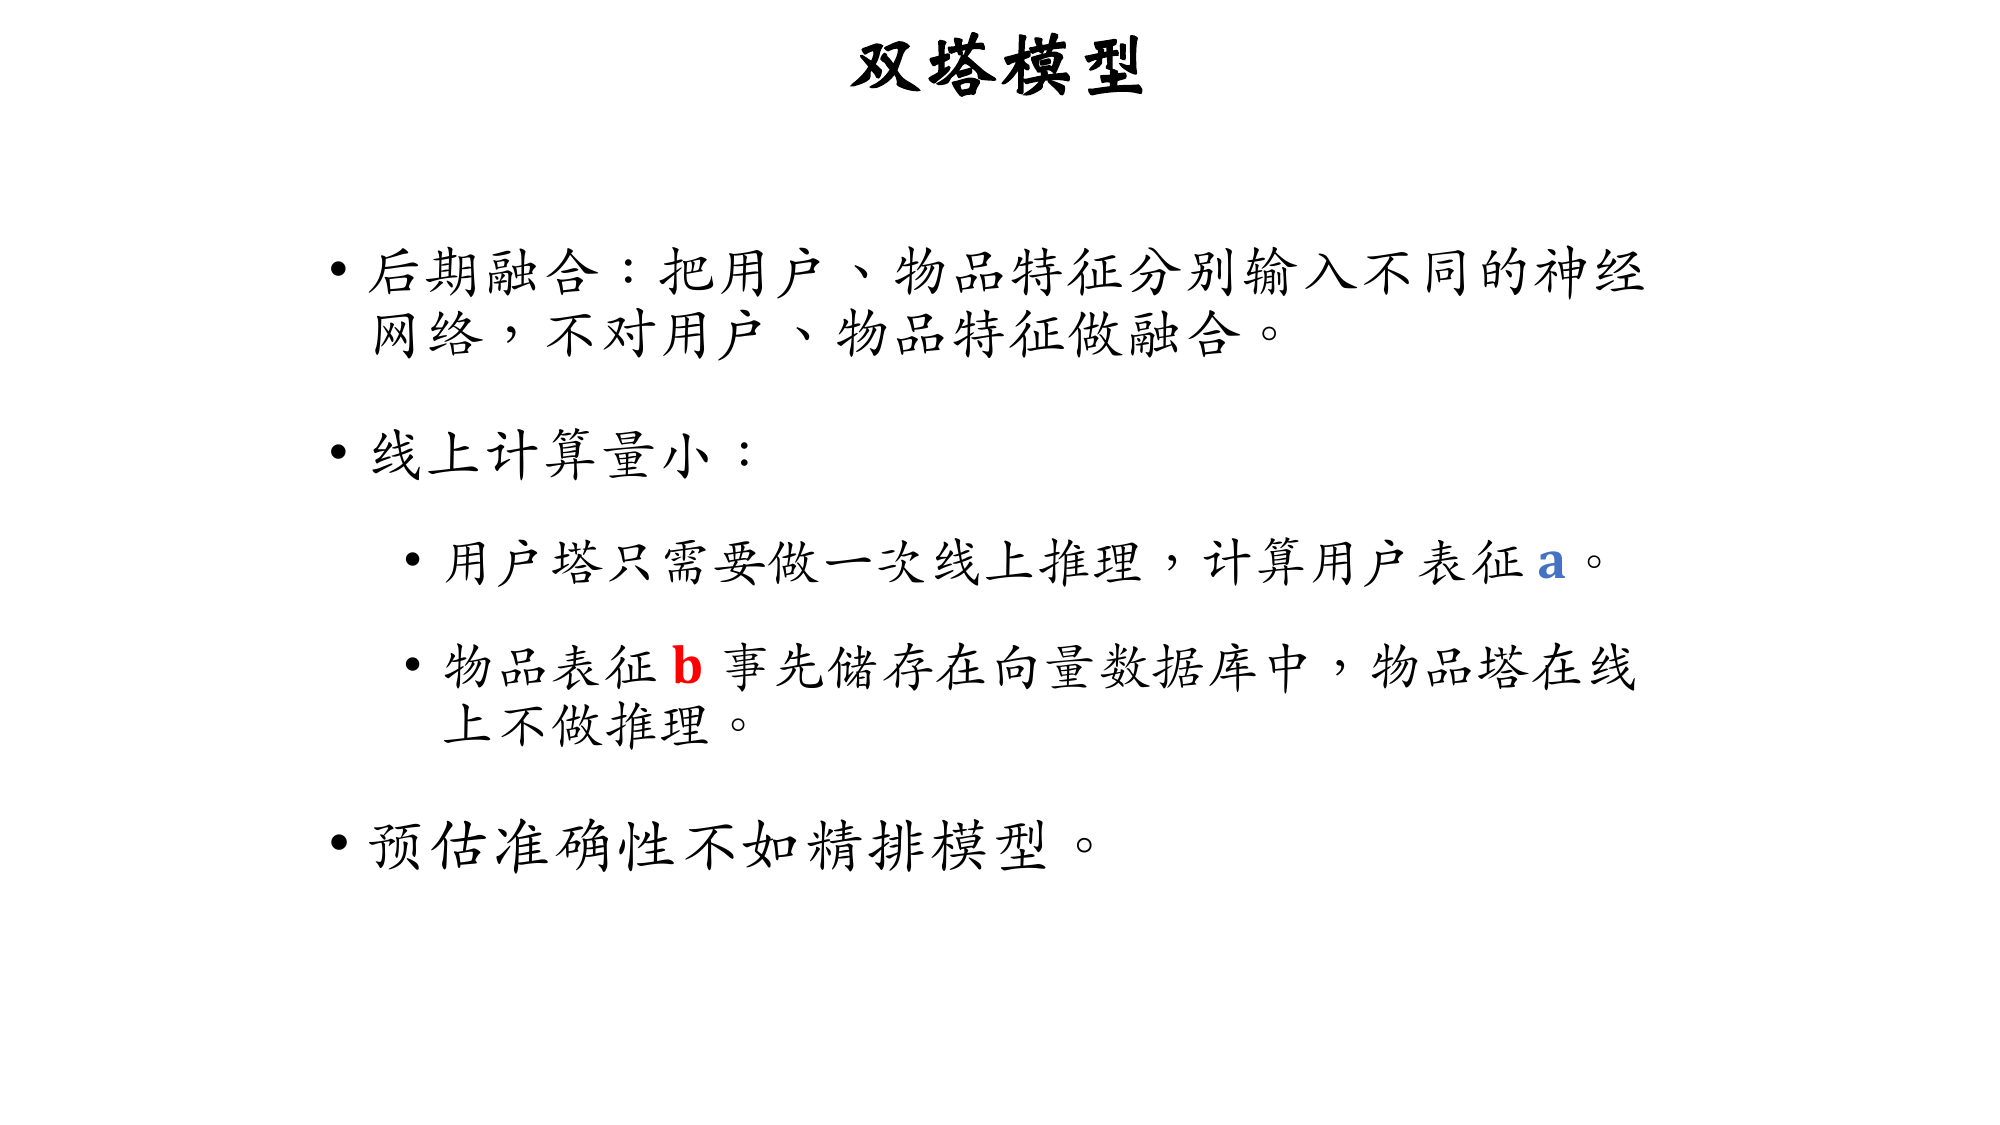 双塔模型
• 后期融合：把用户、物品特征分别输入不同的神经
网络，不对用户、物品特征做融合。
• 线上计算量小：
• 用户塔只需要做一次线上推理，计算用户表征 a。
• 物品表征 b 事先储存在向量数据库中，物品塔在线
上不做推理。
• 预估准确性不如精排模型。